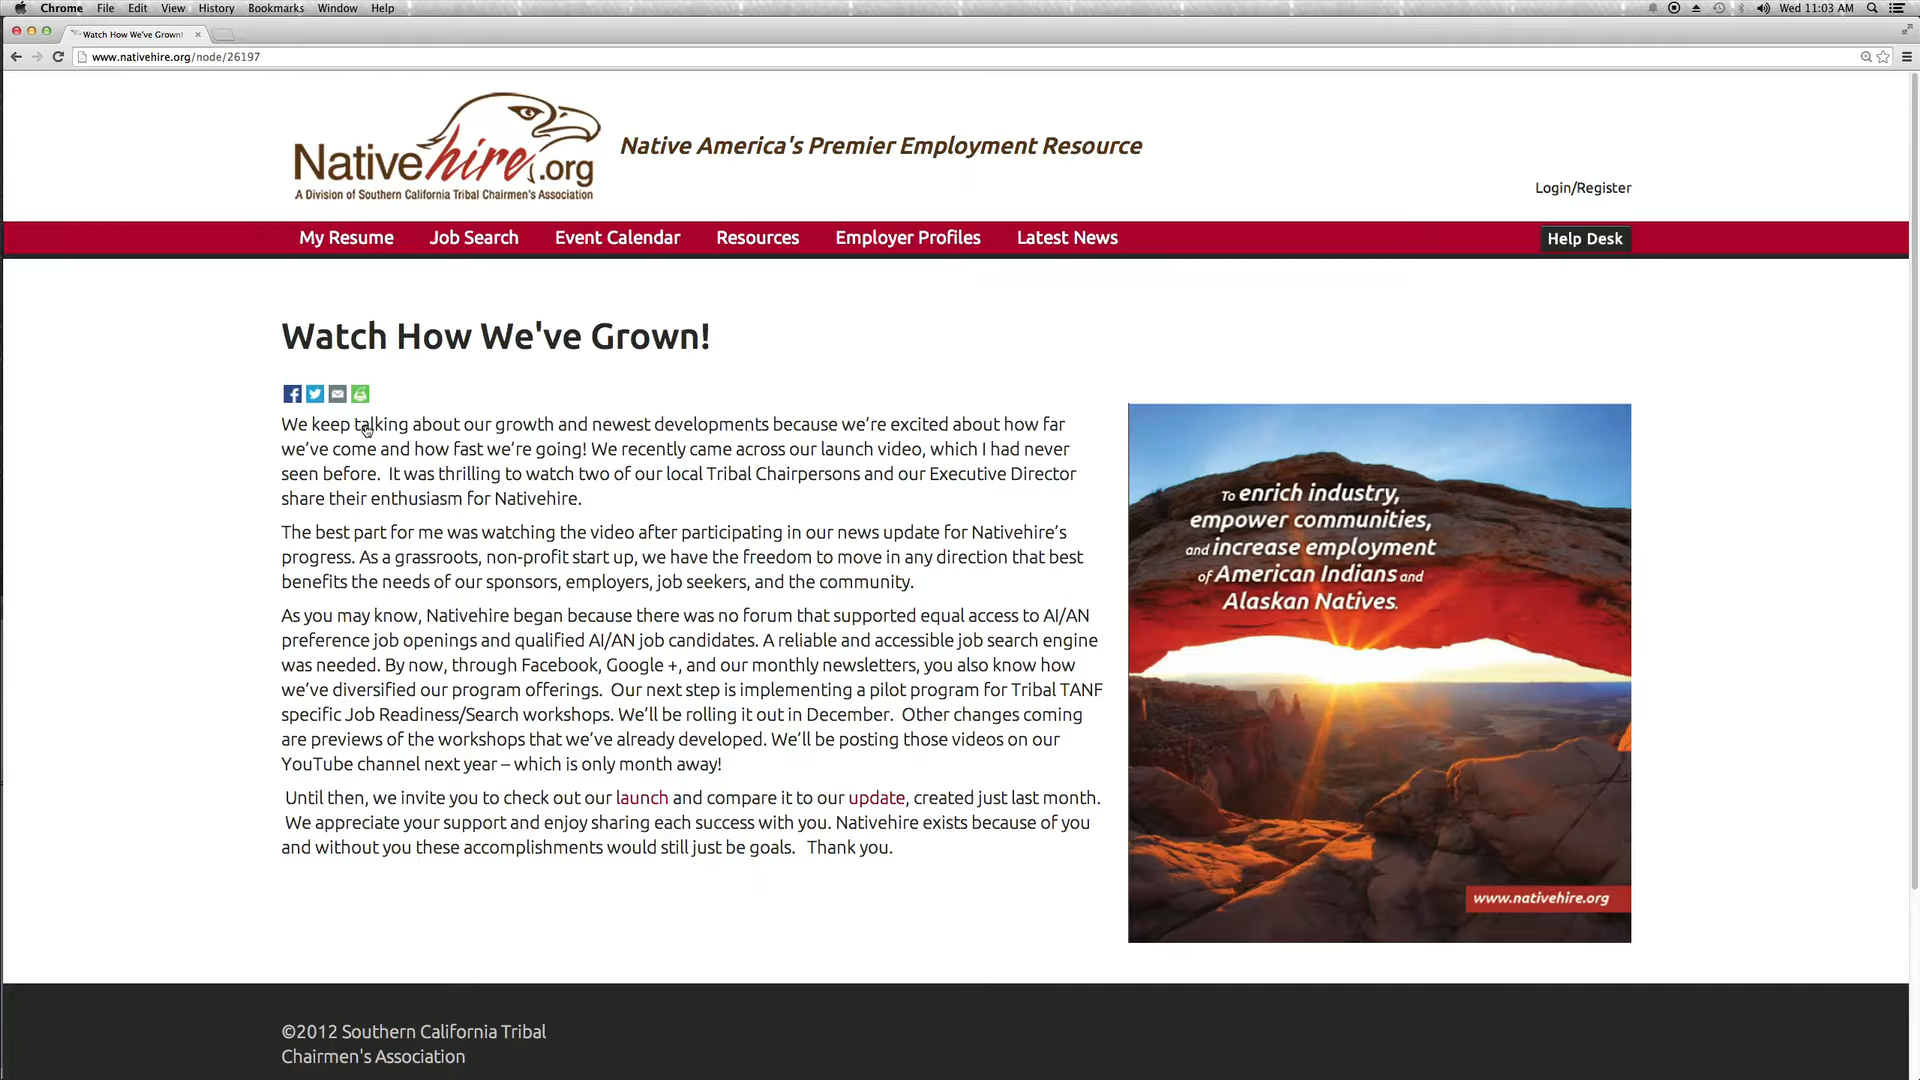 Chrome File Edit View History Bookmarks Window Help Wed 11:03 AM
Watch How We've Grown!
www.nativehire.org/node/26197
Nativehire.org
A Division of Southern California Tribal Chairmen's Association
Native America's Premier Employment Resource
Login/Register
My Resume Job Search Event Calendar Resources Employer Profiles Latest News Help Desk
Watch How We've Grown!
We keep talking about our growth and newest developments because we’re excited about how far
we’ve come and how fast we’re going! We recently came across our launch video, which I had never
seen before.  It was thrilling to watch two of our local Tribal Chairpersons and our Executive Director
share their enthusiasm for Nativehire.
The best part for me was watching the video after participating in our news update for Nativehire’s
progress. As a grassroots, non-profit start up, we have the freedom to move in any direction that best
benefits the needs of our sponsors, employers, job seekers, and the community.
As you may know, Nativehire began because there was no forum that supported equal access to AI/AN
preference job openings and qualified AI/AN job candidates. A reliable and accessible job search engine
was needed. By now, through Facebook, Google +, and our monthly newsletters, you also know how
we’ve diversified our program offerings.  Our next step is implementing a pilot program for Tribal TANF
specific Job Readiness/Search workshops. We’ll be rolling it out in December.  Other changes coming
are previews of the workshops that we’ve already developed. We’ll be posting those videos on our
YouTube channel next year – which is only month away!
Until then, we invite you to check out our launch and compare it to our update, created just last month.
We appreciate your support and enjoy sharing each success with you. Nativehire exists because of you
and without you these accomplishments would still just be goals.   Thank you.
To enrich industry,
empower communities,
and increase employment
of American Indians and
Alaskan Natives.
www.nativehire.org
©2012 Southern California Tribal
Chairmen's Association